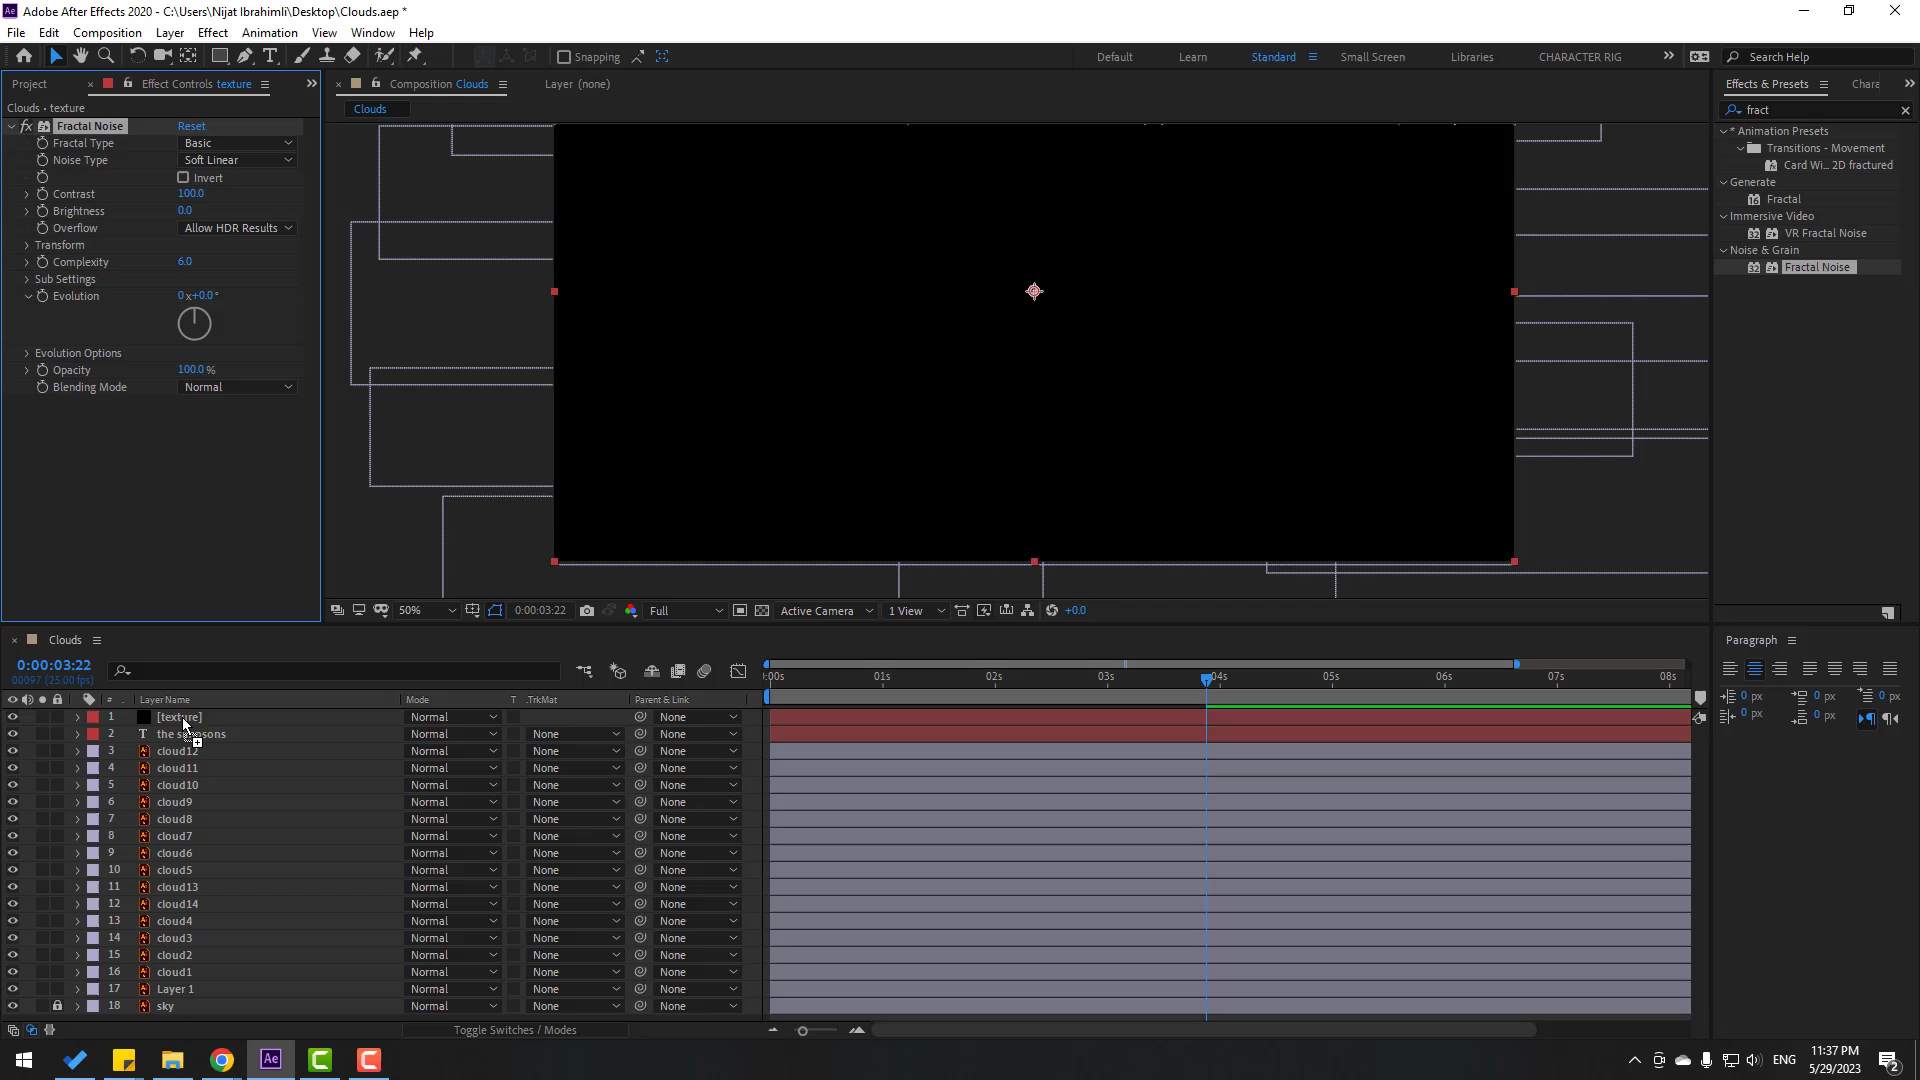 Adobe After Effects 2020 - C:\Users\Nijat Ibrahimli\Desktop\Clouds.aep *
File Edit Composition Layer Effect Animation View Window Help
Snapping Default Learn Standard Small Screen Libraries CHARACTER RIG Search Help
Project Effect Controls texture
Composition Clouds Layer (none)
Effects & Presets Chara
Clouds • texture
Clouds
fract
fx Fractal Noise Reset
Fractal Type Basic
Noise Type Soft Linear
Invert
Contrast 100.0
Brightness 0.0
Overflow Allow HDR Results
Transform
Complexity 6.0
Sub Settings
Evolution 0 x+0.0 °
Evolution Options
Opacity 100.0 %
Blending Mode Normal
* Animation Presets
Transitions - Movement
Card Wi... 2D fractured
Generate
Fractal
Immersive Video
VR Fractal Noise
Noise & Grain
Fractal Noise
50% 0:00:03:22 Full Active Camera 1 View +0.0
Clouds
0:00:03:22
00097 (25.00 fps)
:00s 01s 02s 03s 04s 05s 06s 07s 08s
# . Layer Name Mode T .TrkMat Parent & Link
1 [texture] Normal None
2 T Normal None None
3 cloud12 Normal None None
4 cloud11 Normal None None
5 cloud10 Normal None None
6 cloud9 Normal None None
7 cloud8 Normal None None
8 cloud7 Normal None None
9 cloud6 Normal None None
10 cloud5 Normal None None
11 cloud13 Normal None None
12 cloud14 Normal None None
13 cloud4 Normal None None
14 cloud3 Normal None None
15 cloud2 Normal None None
16 cloud1 Normal None None
17 Layer 1 Normal None None
18 sky Normal None None
Toggle Switches / Modes
Paragraph
0 px 0 px 0 px
0 px 0 px
ENG
11:37 PM
5/29/2023
2